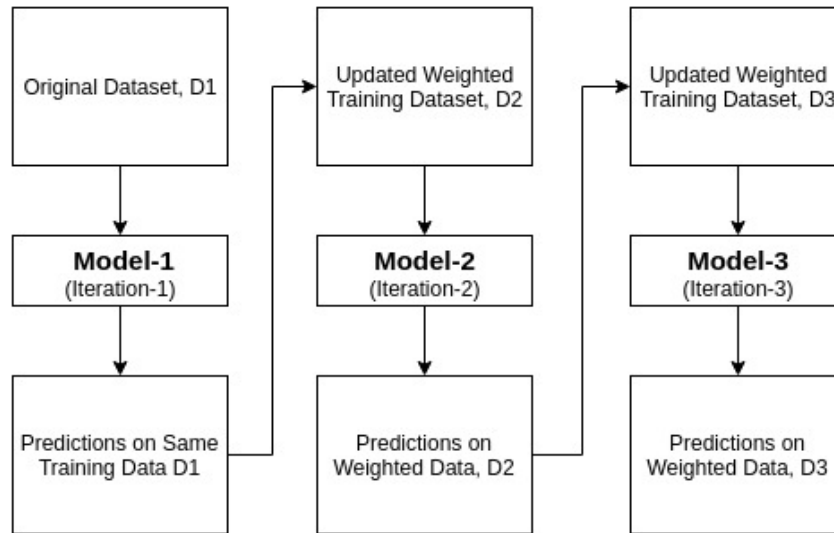 Original Dataset, D1
Updated Weighted
Training Dataset, D2
Updated Weighted
Training Dataset, D3
Model-1
(Iteration-1)
Model-2
(Iteration-2)
Model-3
(Iteration-3)
Predictions on Same
Training Data D1
Predictions on
Weighted Data, D2
Predictions on
Weighted Data, D3